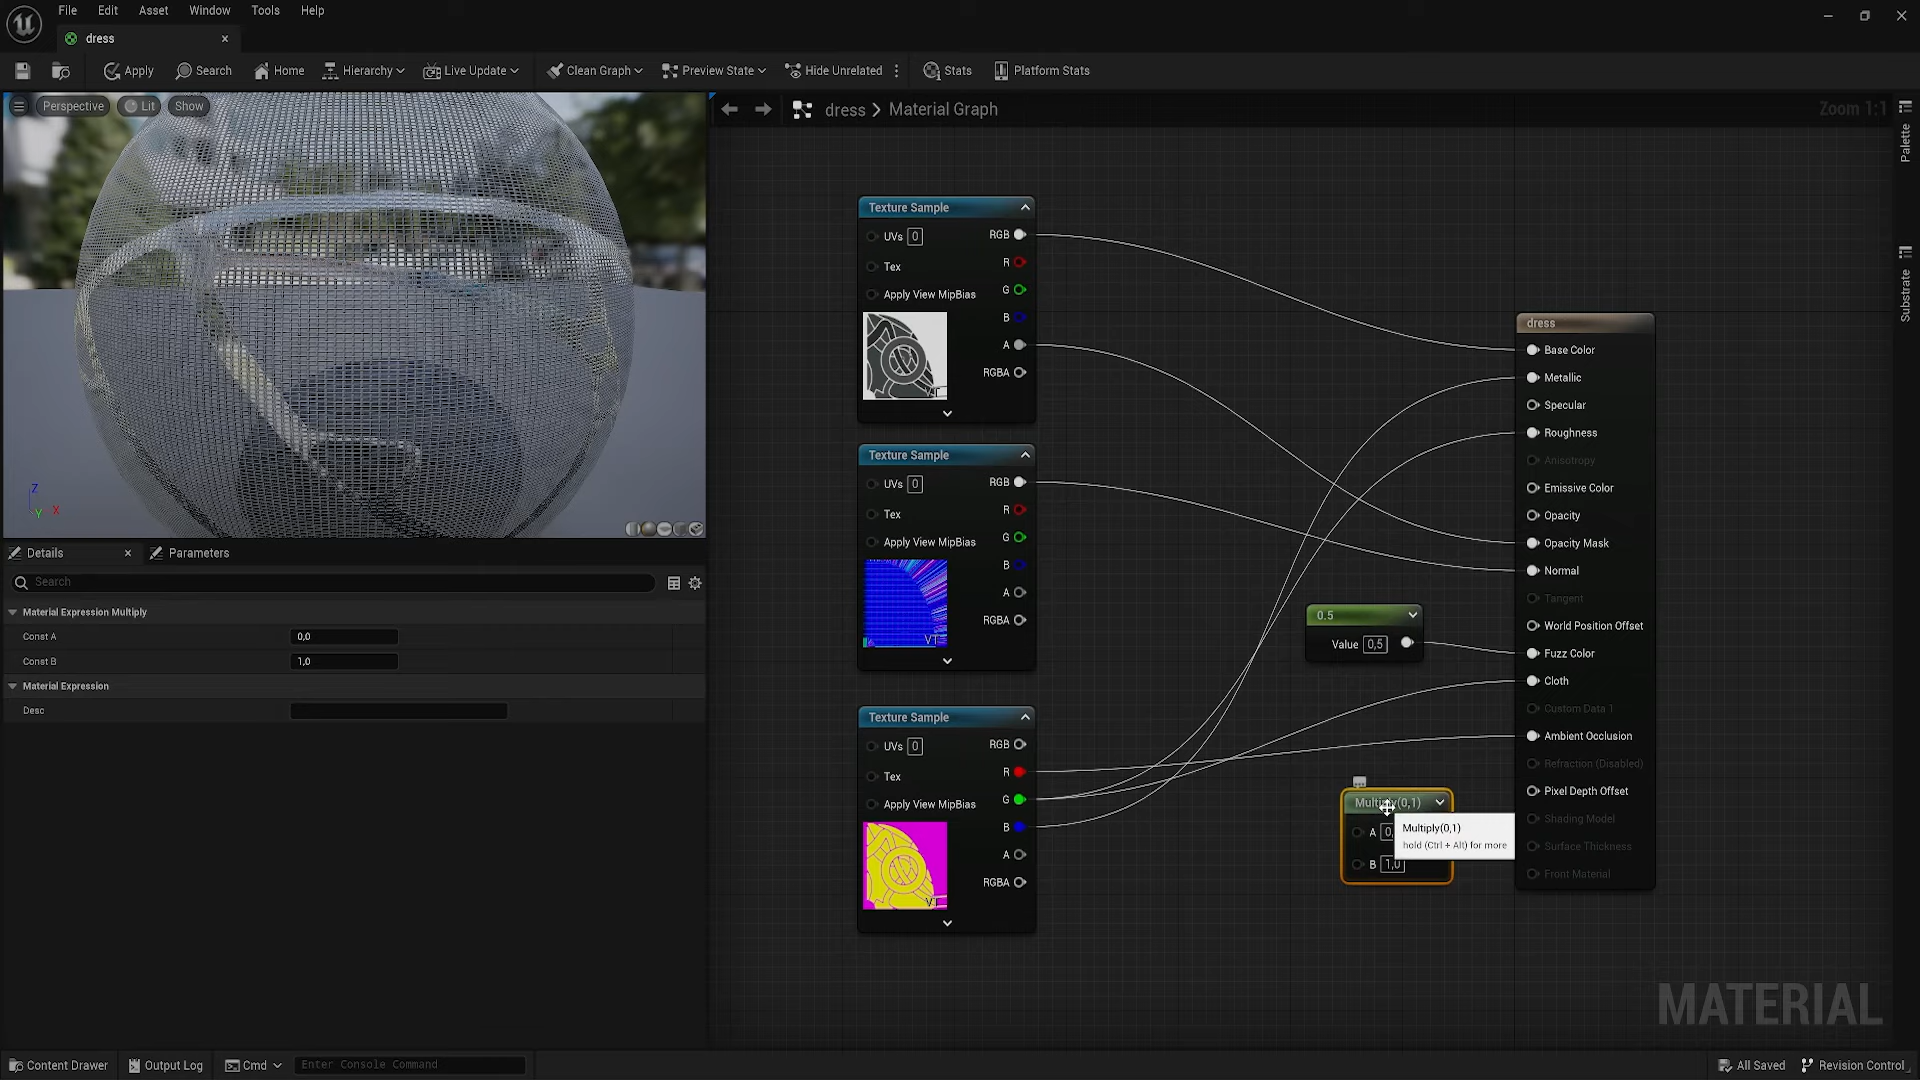 File Edit Asset Window Tools Help
dress
Apply Search Home Hierarchy Live Update Clean Graph Preview State Hide Unrelated Stats Platform Stats
Perspective Lit Show
Z
Y X
dress > Material Graph
Zoom 1:1
Palette
Substrate
Texture Sample
UVs 0 RGB
R
Tex
G
Apply View MipBias
B
A
RGBA
Texture Sample
UVs 0 RGB
R
Tex
G
Apply View MipBias
B
A
RGBA
VT
Texture Sample
UVs 0 RGB
R
Tex
G
Apply View MipBias
B
A
RGBA
0.5
Value 0,5
Multiply(0,1)
A 0,
B 1,0
Multiply(0,1)
hold (Ctrl + Alt) for more
dress
Base Color
Metallic
Specular
Roughness
Anisotropy
Emissive Color
Opacity
Opacity Mask
Normal
Tangent
World Position Offset
Fuzz Color
Cloth
Custom Data 1
Ambient Occlusion
Refraction (Disabled)
Pixel Depth Offset
Shading Model
Surface Thickness
Front Material
MATERIAL
Details Parameters
Search
Material Expression Multiply
Const A 0,0
Const B 1,0
Material Expression
Desc
Content Drawer Output Log Cmd Enter Console Command All Saved Revision Control